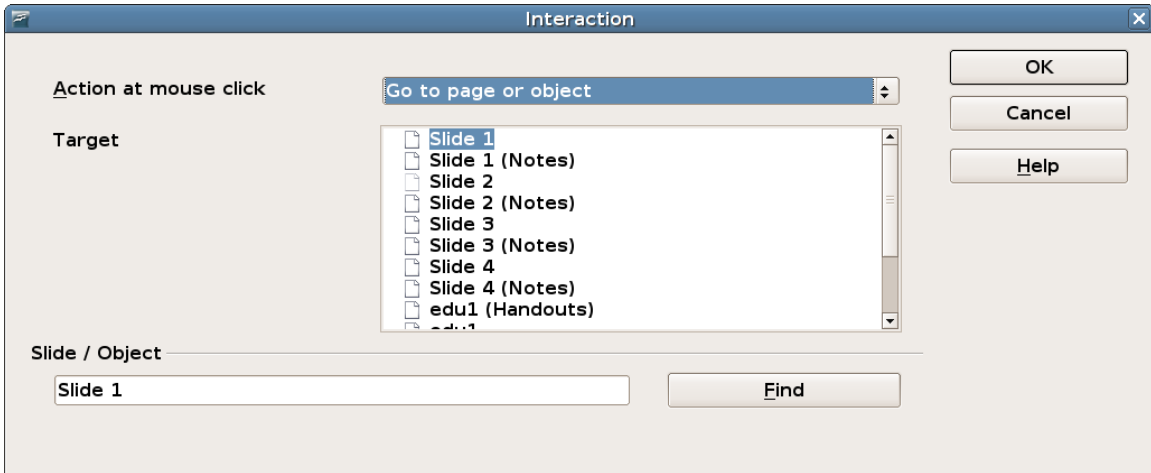 Interaction
Action at mouse click
Go to page or object
OK
Cancel
Help
Target
Slide 1
Slide 1 (Notes)
Slide 2
Slide 2 (Notes)
Slide 3
Slide 3 (Notes)
Slide 4
Slide 4 (Notes)
edu1 (Handouts)
edu1
Slide / Object
Slide 1
Find